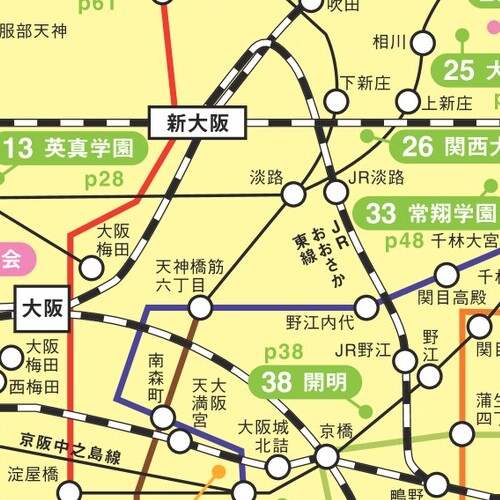 p61
吹田
服部天神
相川
25 大
下新庄
上新庄
新大阪
13 英真学園
26 関西大
p28
淡路
JR淡路
33 常翔学園
p48
千林大宮
大阪
梅田
会
JR
おおさか
東線
天神橋筋
六丁目
千林
関目高殿
大阪
野江内代
関目
野江
大阪
梅田
西梅田
p38
JR野江
38 開明
南森町
大阪
天満宮
蒲生
四丁
大阪城
北詰
京橋
京阪中之島線
淀屋橋
鴫野